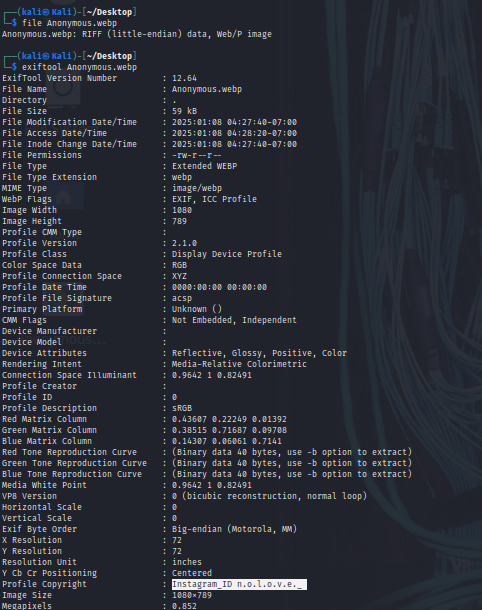 ┌──(kali㉿Kali)-[~/Desktop]
└─$ file Anonymous.webp
Anonymous.webp: RIFF (little-endian) data, Web/P image
┌──(kali㉿Kali)-[~/Desktop]
└─$ exiftool Anonymous.webp
ExifTool Version Number : 12.64
File Name : Anonymous.webp
Directory : .
File Size : 59 kB
File Modification Date/Time : 2025:01:08 04:27:40-07:00
File Access Date/Time : 2025:01:08 04:28:20-07:00
File Inode Change Date/Time : 2025:01:08 04:27:40-07:00
File Permissions : -rw-r--r--
File Type : Extended WEBP
File Type Extension : webp
MIME Type : image/webp
WebP Flags : EXIF, ICC Profile
Image Width : 1080
Image Height : 789
Profile CMM Type :
Profile Version : 2.1.0
Profile Class : Display Device Profile
Color Space Data : RGB
Profile Connection Space : XYZ
Profile Date Time : 0000:00:00 00:00:00
Profile File Signature : acsp
Primary Platform : Unknown ()
CMM Flags : Not Embedded, Independent
Device Manufacturer :
Device Model :
Device Attributes : Reflective, Glossy, Positive, Color
Rendering Intent : Media-Relative Colorimetric
Connection Space Illuminant : 0.9642 1 0.82491
Profile Creator :
Profile ID : 0
Profile Description : sRGB
Red Matrix Column : 0.43607 0.22249 0.01392
Green Matrix Column : 0.38515 0.71687 0.09708
Blue Matrix Column : 0.14307 0.06061 0.7141
Red Tone Reproduction Curve : (Binary data 40 bytes, use -b option to extract)
Green Tone Reproduction Curve : (Binary data 40 bytes, use -b option to extract)
Blue Tone Reproduction Curve : (Binary data 40 bytes, use -b option to extract)
Media White Point : 0.9642 1 0.82491
VP8 Version : 0 (bicubic reconstruction, normal loop)
Horizontal Scale : 0
Vertical Scale : 0
Exif Byte Order : Big-endian (Motorola, MM)
X Resolution : 72
Y Resolution : 72
Resolution Unit : inches
Y Cb Cr Positioning : Centered
Profile Copyright : Instagram_ID n.o.l.o.v.e._
Image Size : 1080×789
Megapixels : 0.852